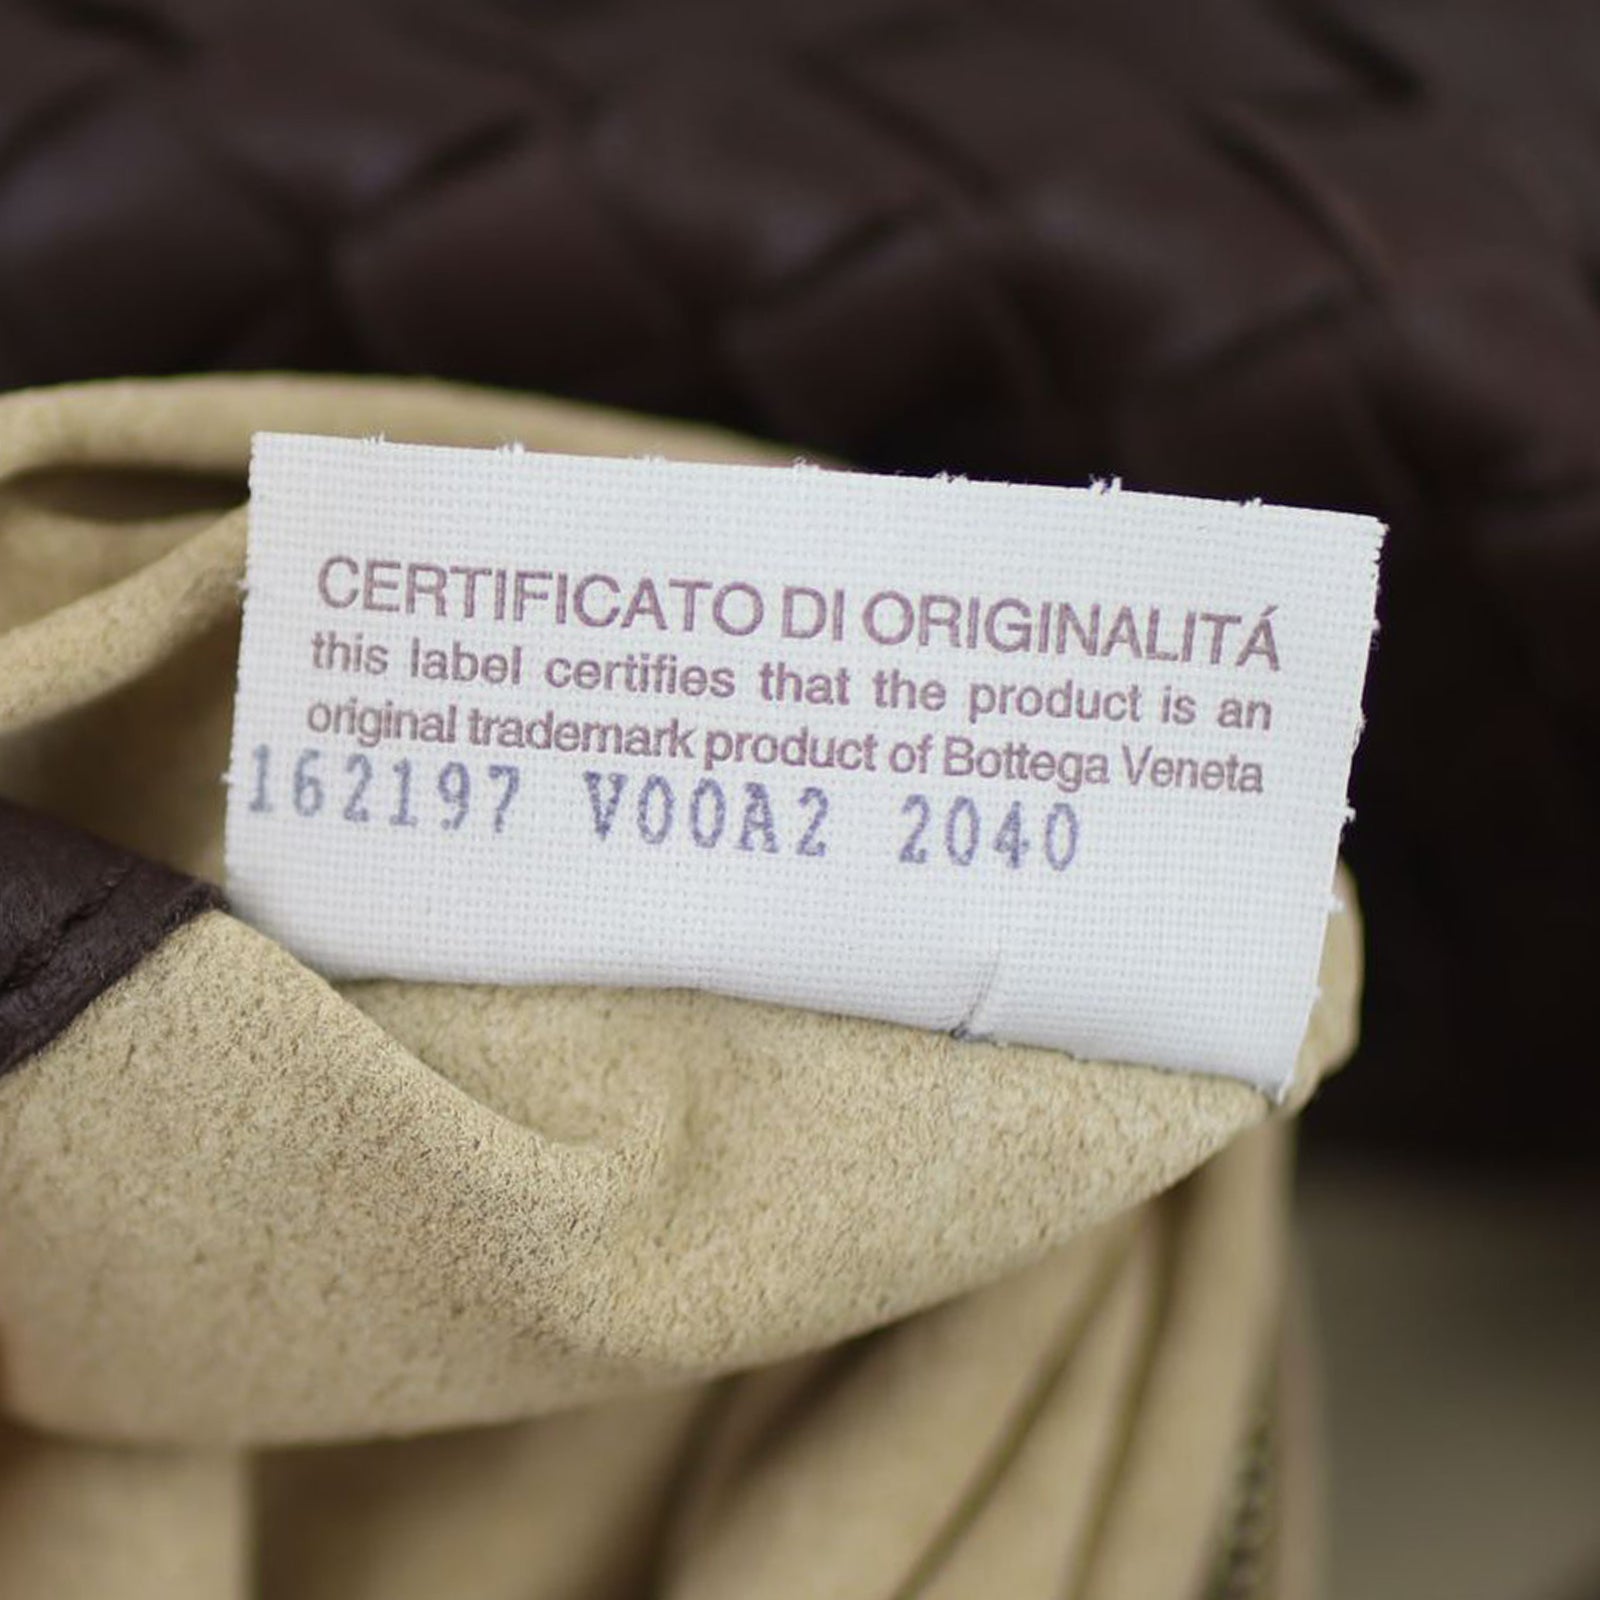 CERTIFICATO DI ORIGINALITÁ
this label certifies that the product is an
original trademark product of Bottega Veneta
162197 V00A2 2040